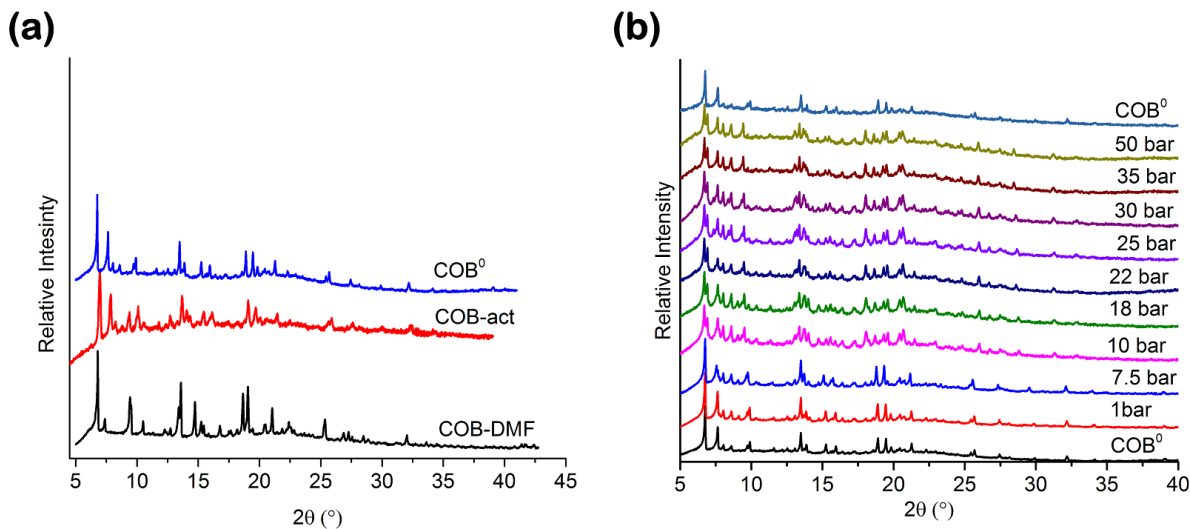 (a)
Relative Intesinty
COB⁰
COB-act
COB-DMF
5 10 15 20 25 30 35 40 45
2θ (°)
(b)
Relative Intensity
COB⁰
50 bar
35 bar
30 bar
25 bar
22 bar
18 bar
10 bar
7.5 bar
1bar
COB⁰
5 10 15 20 25 30 35 40
2θ (°)